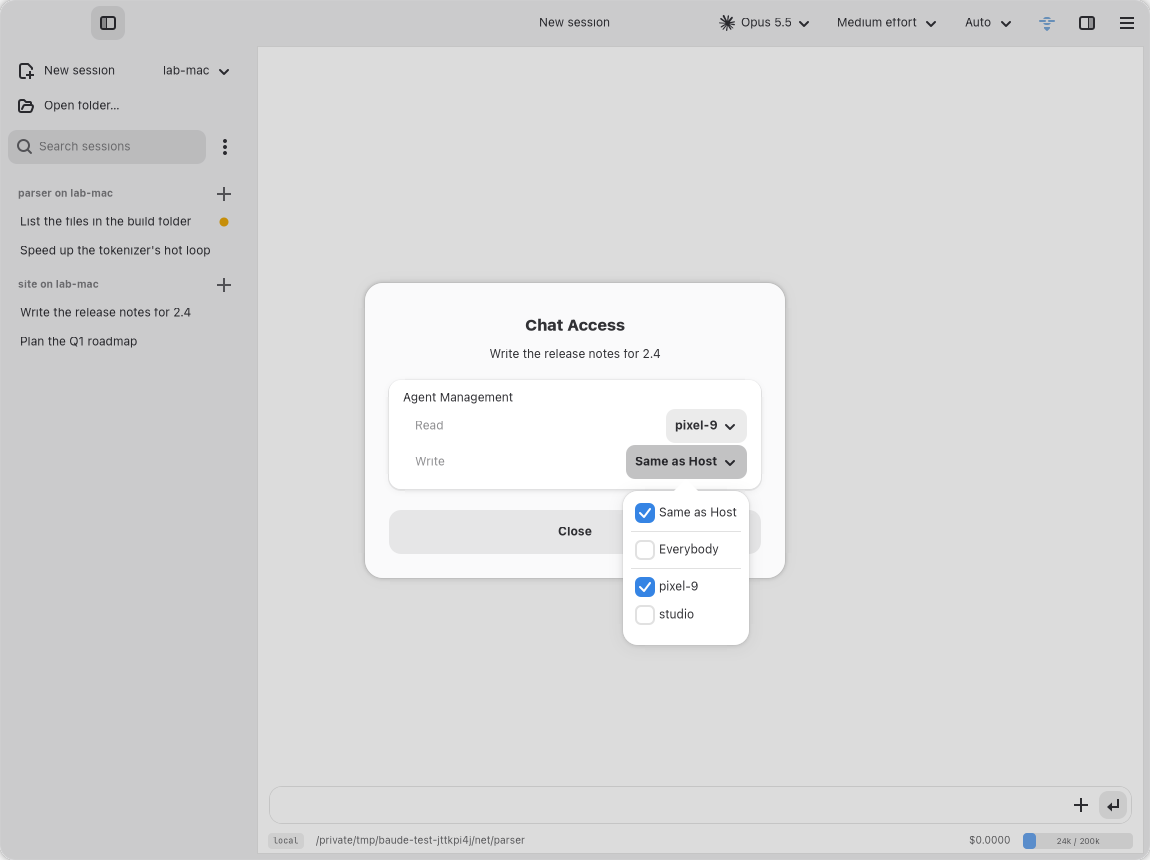 New session
Opus 5.5
Medium effort
Auto
New session
lab-mac
Open folder...
Search sessions
parser on lab-mac
List the files in the build folder
Speed up the tokenizer's hot loop
site on lab-mac
Write the release notes for 2.4
Plan the Q1 roadmap
Chat Access
Write the release notes for 2.4
Agent Management
Read
pixel-9
Write
Same as Host
Same as Host
Close
Everybody
pixel-9
studio
local
/private/tmp/baude-test-jttkpi4j/net/parser
$0.0000
24k / 200k